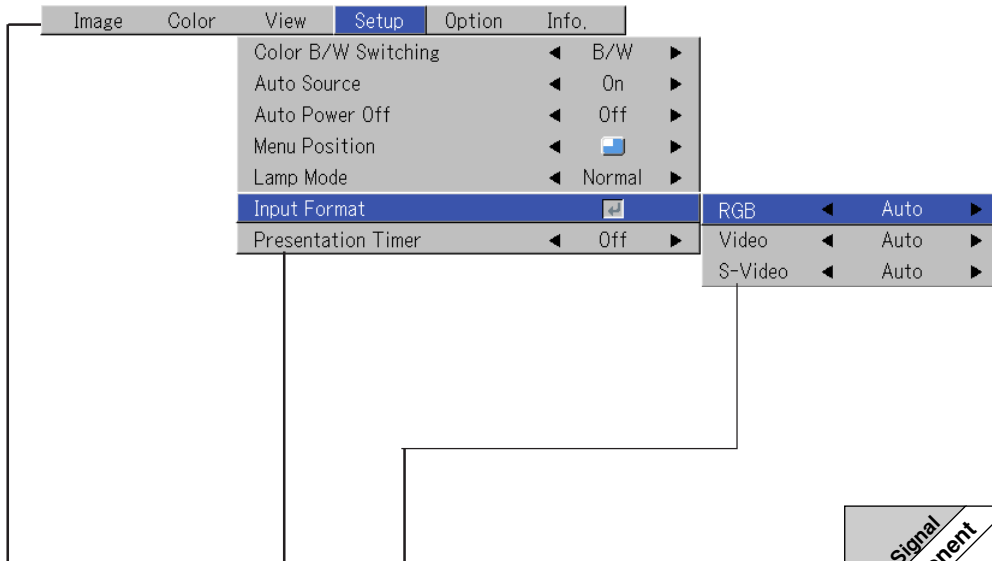 Image Color View Setup Option Info.
Color B/W Switching B/W
Auto Source On
Auto Power Off Off
Menu Position
Lamp Mode Normal
Input Format RGB Auto
Presentation Timer Off Video Auto
S-Video Auto
Signal